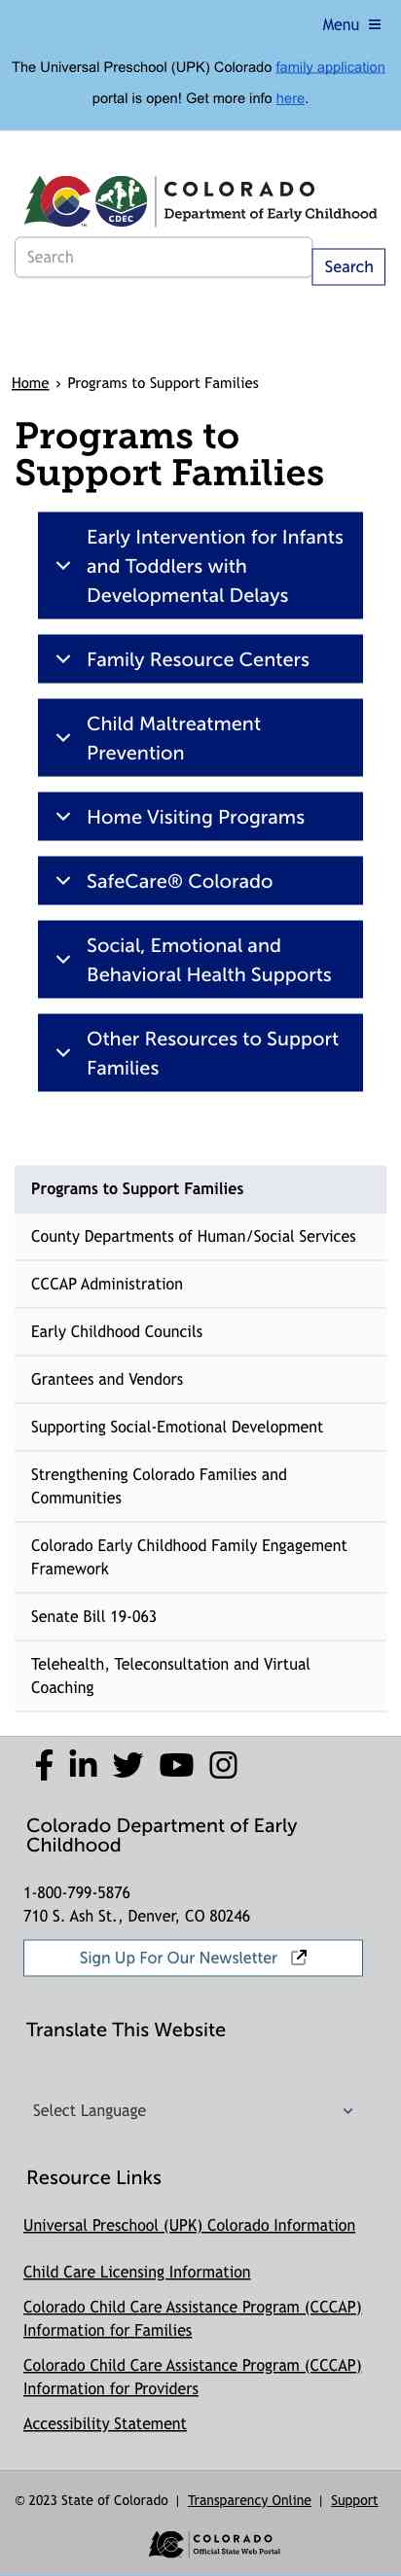 Menu
The Universal Preschool (UPK) Colorado family application
portal is open! Get more info here.
COLORADO
CDEC
Department of Early Childhood
Search
Search
Home › Programs to Support Families
Programs to
Support Families
Early Intervention for Infants
and Toddlers with
Developmental Delays
Family Resource Centers
Child Maltreatment
Prevention
Home Visiting Programs
SafeCare® Colorado
Social, Emotional and
Behavioral Health Supports
Other Resources to Support
Families
Programs to Support Families
County Departments of Human/Social Services
CCCAP Administration
Early Childhood Councils
Grantees and Vendors
Supporting Social-Emotional Development
Strengthening Colorado Families and
Communities
Colorado Early Childhood Family Engagement
Framework
Senate Bill 19-063
Telehealth, Teleconsultation and Virtual
Coaching
Colorado Department of Early
Childhood
1-800-799-5876
710 S. Ash St., Denver, CO 80246
Sign Up For Our Newsletter
Translate This Website
Select Language
Resource Links
Universal Preschool (UPK) Colorado Information
Child Care Licensing Information
Colorado Child Care Assistance Program (CCCAP)
Information for Families
Colorado Child Care Assistance Program (CCCAP)
Information for Providers
Accessibility Statement
© 2023 State of Colorado | Transparency Online | Support
COLORADO
Official State Web Portal